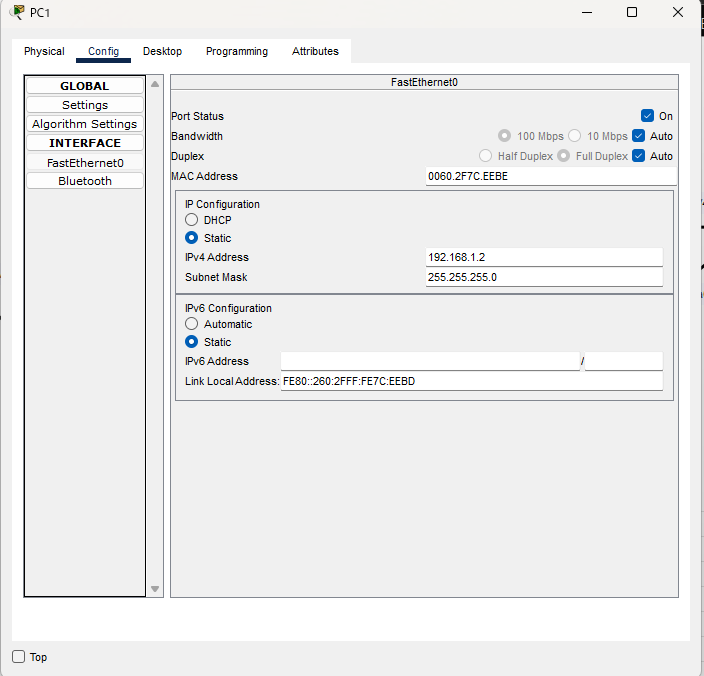 PC1
Physical Config Desktop Programming Attributes
GLOBAL
Settings
Algorithm Settings
INTERFACE
FastEthernet0
Bluetooth
FastEthernet0
Port Status On
Bandwidth 100 Mbps 10 Mbps Auto
Duplex Half Duplex Full Duplex Auto
MAC Address 0060.2F7C.EEBE
IP Configuration
DHCP
Static
IPv4 Address 192.168.1.2
Subnet Mask 255.255.255.0
IPv6 Configuration
Automatic
Static
IPv6 Address /
Link Local Address: FE80::260:2FFF:FE7C:EEBD
Top